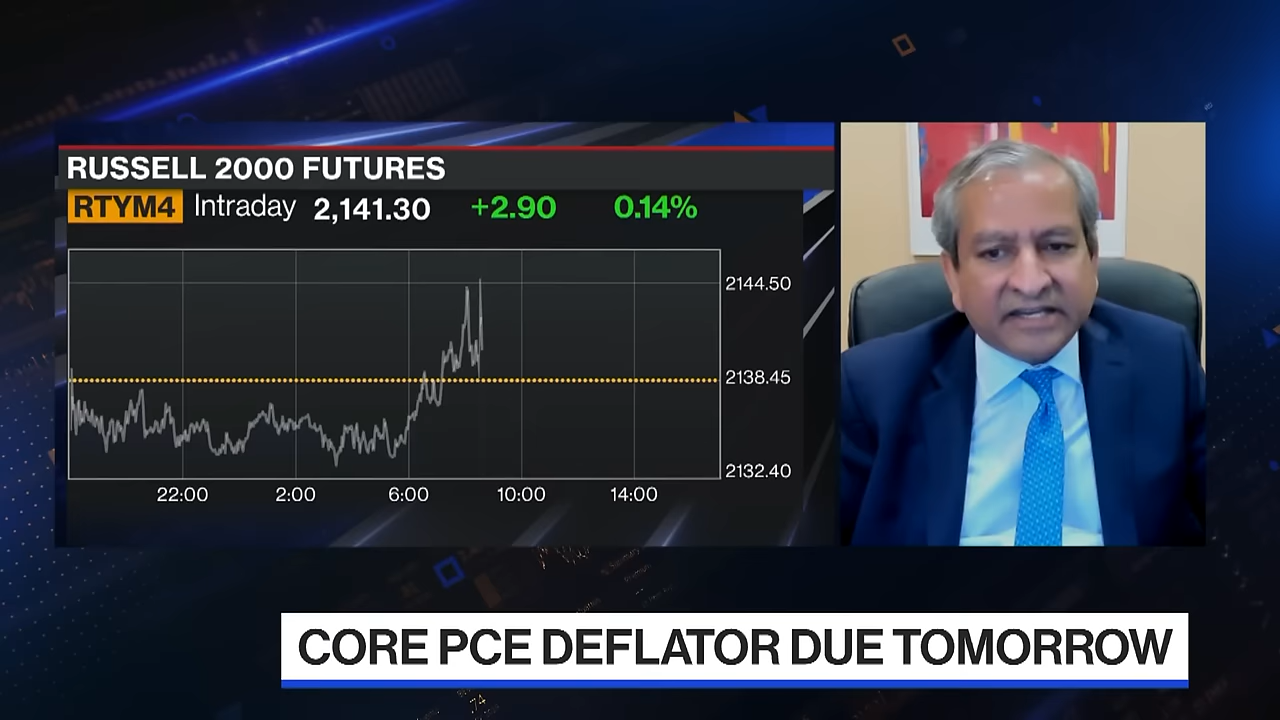 RUSSELL 2000 FUTURES
RTYM4 Intraday 2,141.30 +2.90 0.14%
2144.50
2138.45
2132.40
22:00 2:00 6:00 10:00 14:00
CORE PCE DEFLATOR DUE TOMORROW